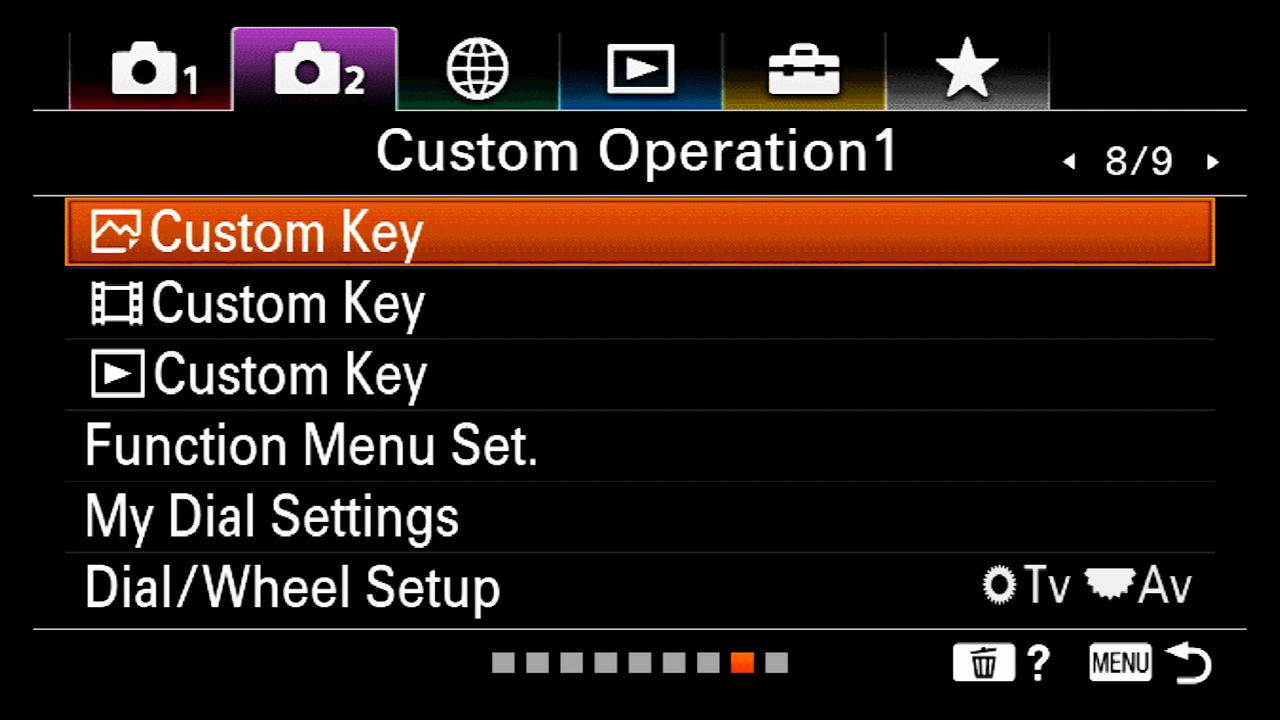 1 2
Custom Operation1 8/9
Custom Key
Custom Key
Custom Key
Function Menu Set.
My Dial Settings
Dial/Wheel Setup Tv Av
? MENU